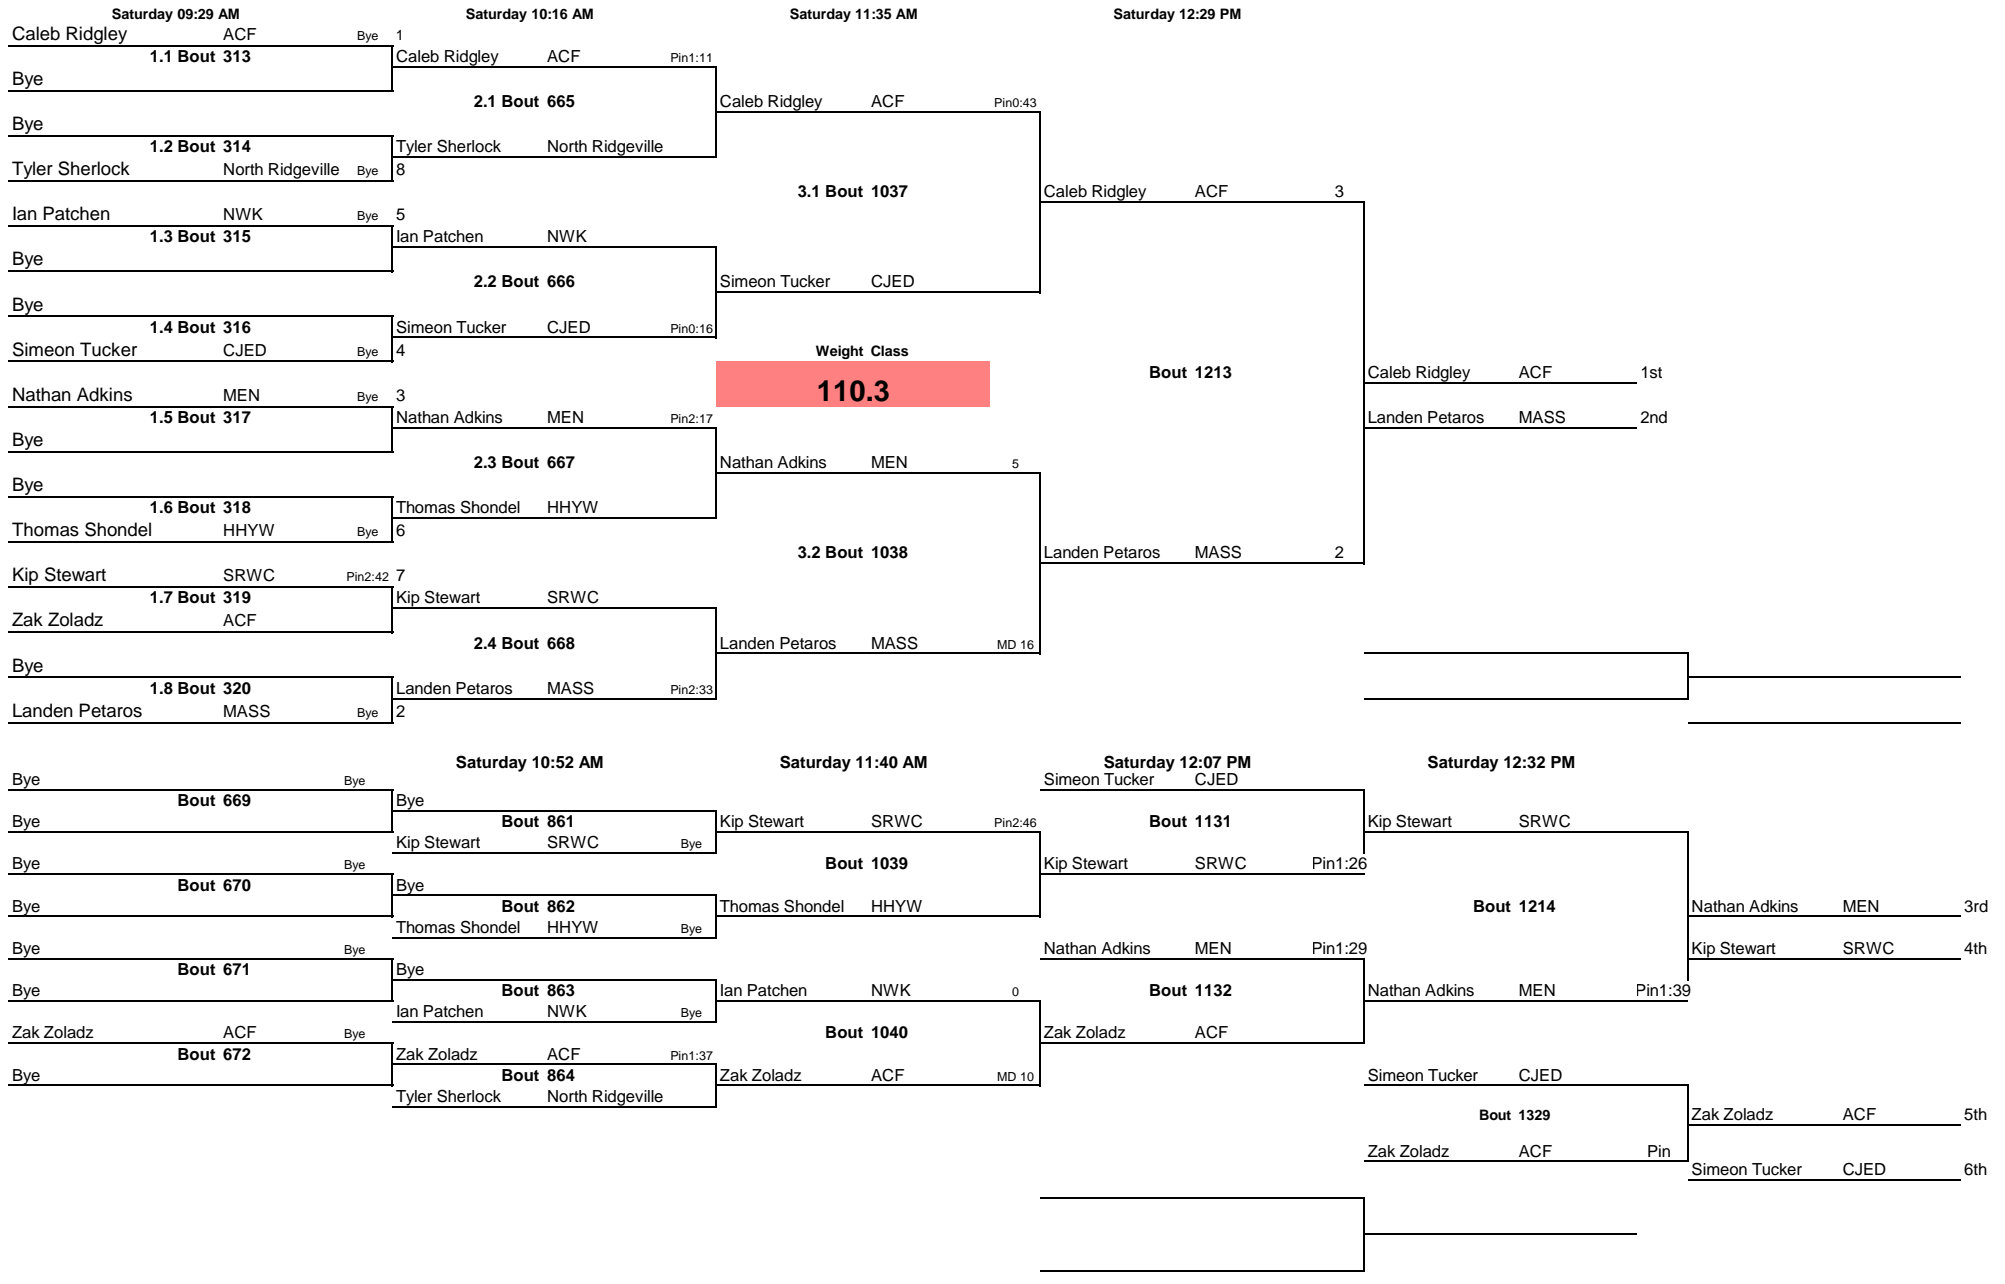 Saturday 09:29 AM Saturday 10:16 AM Saturday 11:35 AM Saturday 12:29 PM
Caleb Ridgley ACF Bye 1
1.1 Bout 313 Caleb Ridgley ACF Pin1:11
Bye
2.1 Bout 665 Caleb Ridgley ACF Pin0:43
Bye
1.2 Bout 314 Tyler Sherlock North Ridgeville
Tyler Sherlock North Ridgeville Bye 8
3.1 Bout 1037 Caleb Ridgley ACF 3
Ian Patchen NWK Bye 5
1.3 Bout 315 Ian Patchen NWK
Bye
2.2 Bout 666 Simeon Tucker CJED
Bye
1.4 Bout 316 Simeon Tucker CJED Pin0:16
Simeon Tucker CJED Bye 4 Weight Class
Bout 1213 Caleb Ridgley ACF 1st
Nathan Adkins MEN Bye 3 110.3
1.5 Bout 317 Nathan Adkins MEN Pin2:17 Landen Petaros MASS 2nd
Bye
2.3 Bout 667 Nathan Adkins MEN 5
Bye
1.6 Bout 318 Thomas Shondel HHYW
Thomas Shondel HHYW Bye 6
3.2 Bout 1038 Landen Petaros MASS 2
Kip Stewart SRWC Pin2:42 7
1.7 Bout 319 Kip Stewart SRWC
Zak Zoladz ACF
2.4 Bout 668 Landen Petaros MASS MD 16
Bye
1.8 Bout 320 Landen Petaros MASS Pin2:33
Landen Petaros MASS Bye 2
Saturday 10:52 AM Saturday 11:40 AM Saturday 12:07 PM Saturday 12:32 PM
Bye Bye Simeon Tucker CJED
Bout 669 Bye
Bye Bout 861 Kip Stewart SRWC Pin2:46 Bout 1131 Kip Stewart SRWC
Kip Stewart SRWC Bye
Bye Bye Bout 1039 Kip Stewart SRWC Pin1:26
Bout 670 Bye
Bye Bout 862 Thomas Shondel HHYW Bout 1214 Nathan Adkins MEN 3rd
Thomas Shondel HHYW Bye
Bye Bye Nathan Adkins MEN Pin1:29 Kip Stewart SRWC 4th
Bout 671 Bye
Bye Bout 863 Ian Patchen NWK 0 Bout 1132 Nathan Adkins MEN Pin1:39
Ian Patchen NWK Bye
Zak Zoladz ACF Bye Bout 1040 Zak Zoladz ACF
Bout 672 Zak Zoladz ACF Pin1:37
Bye Bout 864 Zak Zoladz ACF MD 10 Simeon Tucker CJED
Tyler Sherlock North Ridgeville
Bout 1329 Zak Zoladz ACF 5th
Zak Zoladz ACF Pin
Simeon Tucker CJED 6th